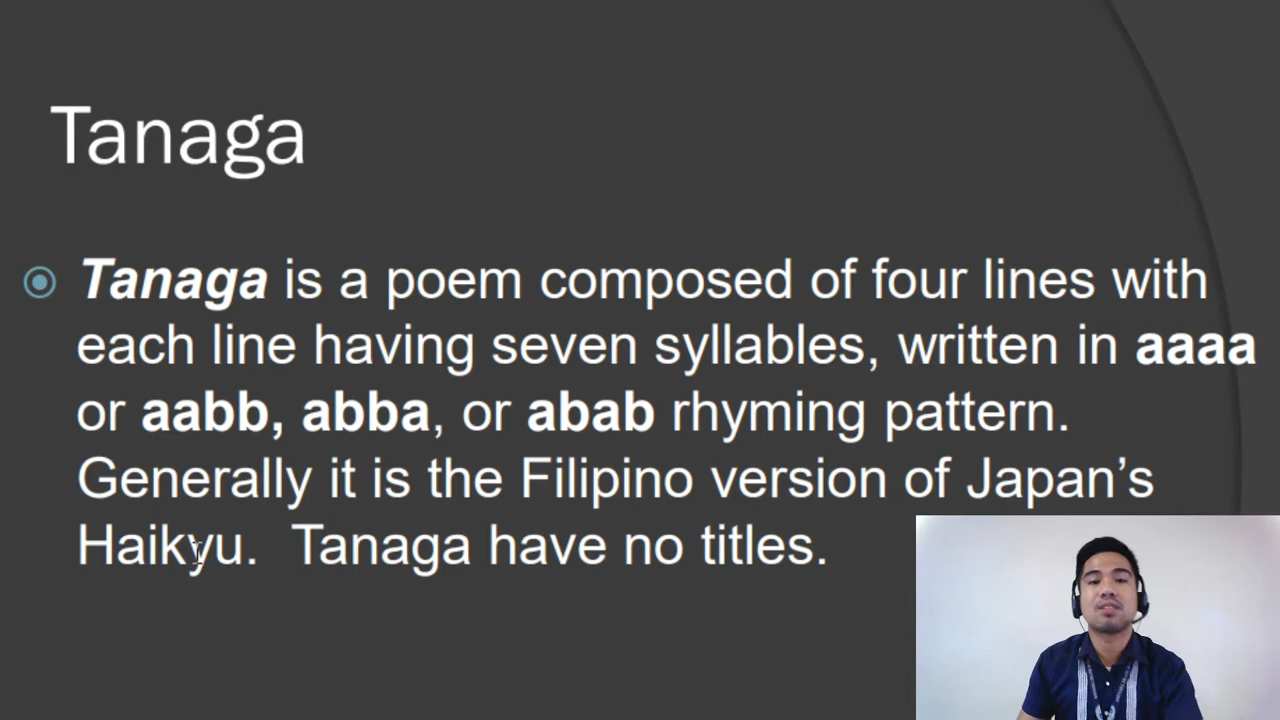 Tanaga
Tanaga is a poem composed of four lines with
each line having seven syllables, written in aaaa
or aabb, abba, or abab rhyming pattern.
Generally it is the Filipino version of Japan’s
Haikyu. Tanaga have no titles.